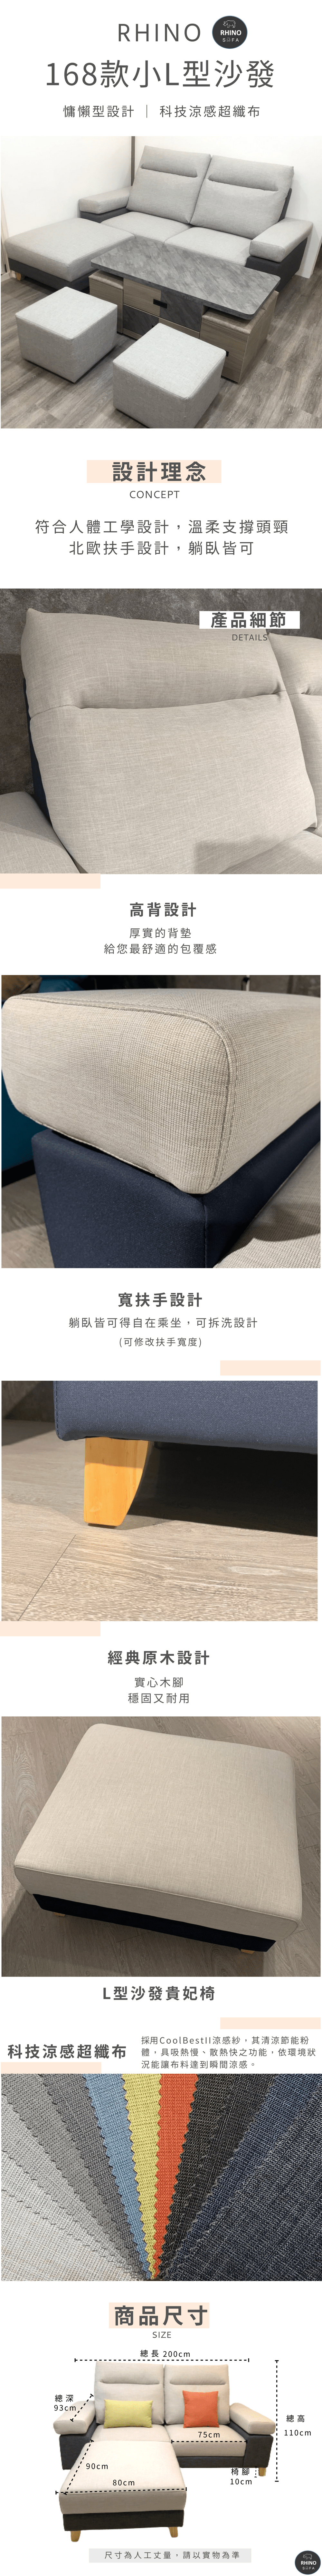 RHINO
RHINO
SOFA
168款小L型沙發
慵懶型設計｜科技涼感超纖布
設計理念
CONCEPT
符合人體工學設計，溫柔支撐頭頸
北歐扶手設計，躺臥皆可
產品細節
DETAILS
高背設計
厚實的背墊
給您最舒適的包覆感
寬扶手設計
躺臥皆可得自在乘坐，可拆洗設計
(可修改扶手寬度)
經典原木設計
實心木腳
穩固又耐用
L型沙發貴妃椅
科技涼感超纖布
採用CoolBestII涼感紗，其清涼節能粉
體，具吸熱慢、散熱快之功能，依環境狀
況能讓布料達到瞬間涼感。
商品尺寸
SIZE
總長 200cm
總深
93cm
總高
110cm
75cm
90cm
80cm
椅腳
10cm
尺寸為人工丈量，請以實物為準
RHINO
SOFA